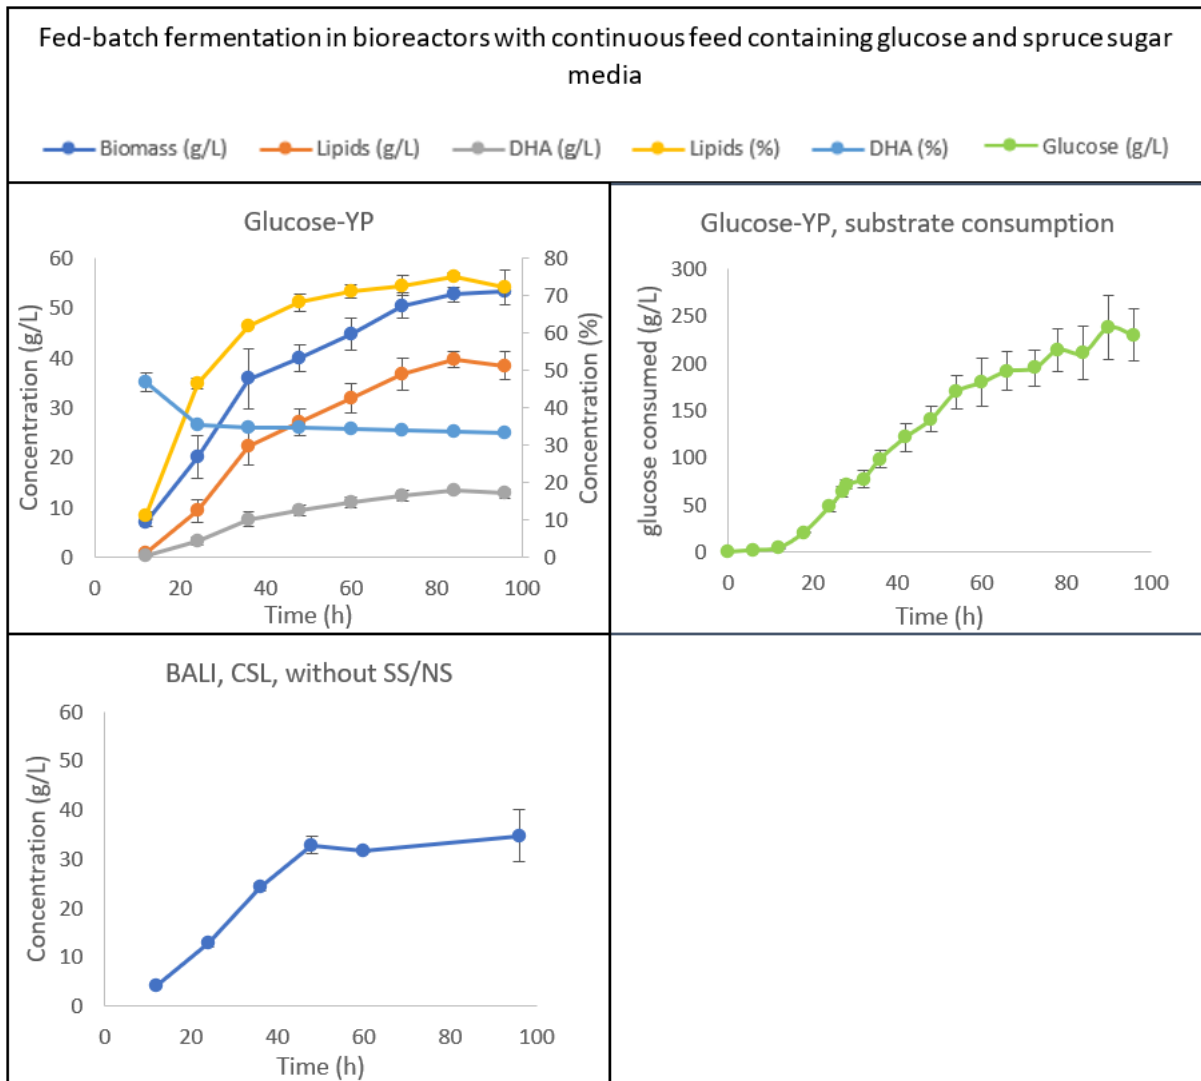 Fed-batch fermentation in bioreactors with continuous feed containing glucose and spruce sugar
media
Biomass (g/L) Lipids (g/L) DHA (g/L) Lipids (%) DHA (%) Glucose (g/L)
Glucose-YP
Concentration (g/L)
60
50
40
30
20
10
0
80
70
60
50
40
30
20
10
0
Concentration (%)
0 20 40 60 80 100
Time (h)
Glucose-YP, substrate consumption
glucose consumed (g/L)
300
250
200
150
100
50
0
0 20 40 60 80 100
Time (h)
BALI, CSL, without SS/NS
Concentration (g/L)
60
50
40
30
20
10
0
0 20 40 60 80 100
Time (h)